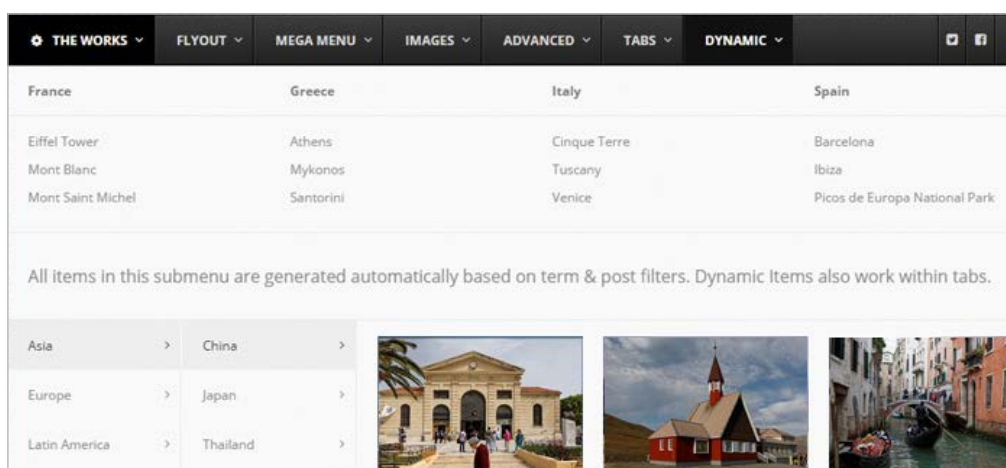 THE WORKS FLYOUT MEGA MENU IMAGES ADVANCED TABS DYNAMIC
France Greece Italy Spain
Eiffel Tower Athens Cinque Terre Barcelona
Mont Blanc Mykonos Tuscany Ibiza
Mont Saint Michel Santorini Venice Picos de Europa National Park
All items in this submenu are generated automatically based on term & post filters. Dynamic Items also work within tabs.
Asia China
Europe Japan
Latin America Thailand